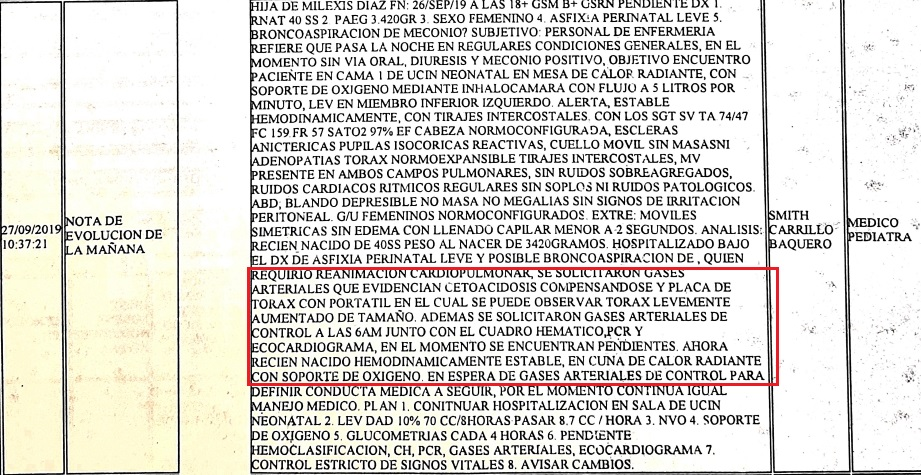 HIJA DE MILEXIS DIAZ FN: 26/SEP/19 A LAS 18+ GSM B+ GSRN PENDIENTE DX 1.
RNAT 40 SS 2 PAEG 3.420GR 3. SEXO FEMENINO 4. ASFIXIA PERINATAL LEVE 5.
BRONCOASPIRACION DE MECONIO? SUBJETIVO: PERSONAL DE ENFERMERIA
REFIERE QUE PASA LA NOCHE EN REGULARES CONDICIONES GENERALES, EN EL
MOMENTO SIN VIA ORAL, DIURESIS Y MECONIO POSITIVO, OBJETIVO ENCUENTRO
PACIENTE EN CAMA 1 DE UCIN NEONATAL EN MESA DE CALOR RADIANTE, CON
SOPORTE DE OXIGENO MEDIANTE INHALOCAMARA CON FLUJO A 5 LITROS POR
MINUTO, LEV EN MIEMBRO INFERIOR IZQUIERDO. ALERTA, ESTABLE
HEMODINAMICAMENTE, CON TIRAJES INTERCOSTALES. CON LOS SGT SV TA 74/47
FC 159 FR 57 SATO2 97% EF CABEZA NORMOCONFIGURADA, ESCLERAS
ANICTERICAS PUPILAS ISOCORICAS REACTIVAS, CUELLO MOVIL SIN MASASNI
ADENOPATIAS TORAX NORMOEXPANSIBLE TIRAJES INTERCOSTALES, MV
PRESENTE EN AMBOS CAMPOS PULMONARES, SIN RUIDOS SOBREAGREGADOS,
RUIDOS CARDIACOS RITMICOS REGULARES SIN SOPLOS NI RUIDOS PATOLOGICOS.
ABD, BLANDO DEPRESIBLE NO MASA NO MEGALIAS SIN SIGNOS DE IRRITACION
PERITONEAL. G/U FEMENINOS NORMOCONFIGURADOS. EXTRE: MOVILES
SIMETRICAS SIN EDEMA CON LLENADO CAPILAR MENOR A 2 SEGUNDOS. ANALISIS:
RECIEN NACIDO DE 40SS PESO AL NACER DE 3420GRAMOS. HOSPITALIZADO BAJO
EL DX DE ASFIXIA PERINATAL LEVE Y POSIBLE BRONCOASPIRACION DE , QUIEN
REQUIRIO REANIMACION CARDIOPULMONAR, SE SOLICITARON GASES
ARTERIALES QUE EVIDENCIAN CETOACIDOSIS COMPENSANDOSE Y PLACA DE
TORAX CON PORTATIL EN EL CUAL SE PUEDE OBSERVAR TORAX LEVEMENTE
AUMENTADO DE TAMAÑO. ADEMAS SE SOLICITARON GASES ARTERIALES DE
CONTROL A LAS 6AM JUNTO CON EL CUADRO HEMATICO,PCR Y
ECOCARDIOGRAMA, EN EL MOMENTO SE ENCUENTRAN PENDIENTES. AHORA
RECIEN NACIDO HEMODINAMICAMENTE ESTABLE, EN CUNA DE CALOR RADIANTE
CON SOPORTE DE OXIGENO. EN ESPERA DE GASES ARTERIALES DE CONTROL PARA
DEFINIR CONDUCTA MEDICA A SEGUIR, POR EL MOMENTO CONTINUA IGUAL
MANEJO MEDICO. PLAN 1. CONITNUAR HOSPITALIZACION EN SALA DE UCIN
NEONATAL 2. LEV DAD 10% 70 CC/8HORAS PASAR 8.7 CC / HORA 3. NVO 4. SOPORTE
DE OXIGENO 5. GLUCOMETRIAS CADA 4 HORAS 6. PENDIENTE
HEMOCLASIFICACION, CH, PCR, GASES ARTERIALES, ECOCARDIOGRAMA 7.
CONTROL ESTRICTO DE SIGNOS VITALES 8. AVISAR CAMBIOS.
27/09/2019
10:37:21
NOTA DE
EVOLUCION DE
LA MAÑANA
SMITH
CARRILLO
BAQUERO
MEDICO
PEDIATRA